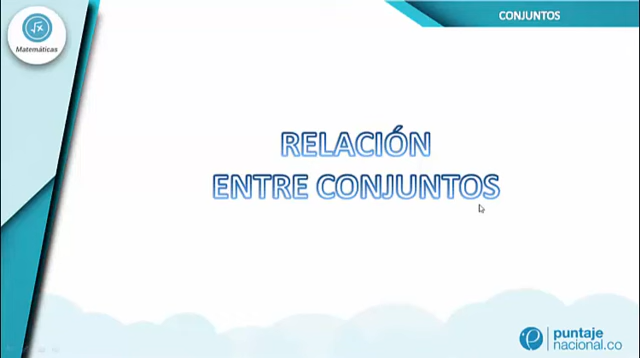 CONJUNTOS
√x
Matemáticas
RELACIÓN
ENTRE CONJUNTOS
puntaje
nacional.co